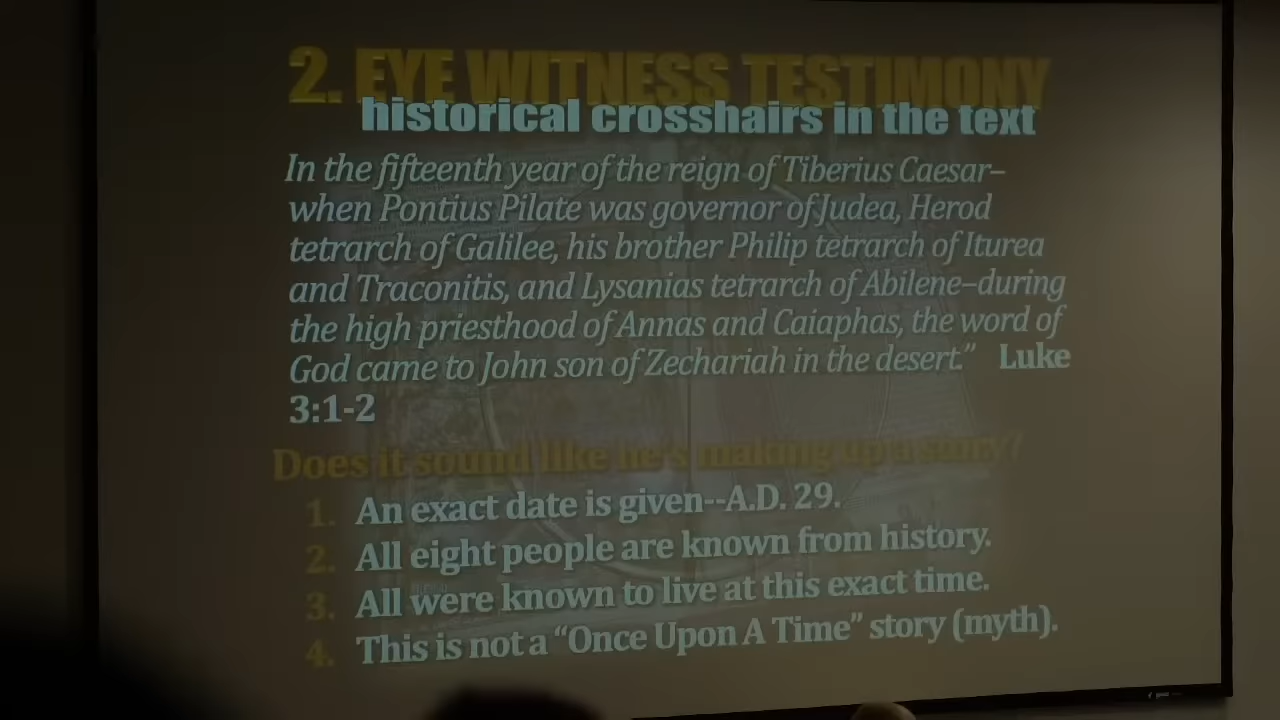 2. EYE WITNESS TESTIMONY
historical crosshairs in the text
In the fifteenth year of the reign of Tiberius Caesar–
when Pontius Pilate was governor of Judea, Herod
tetrarch of Galilee, his brother Philip tetrarch of Iturea
and Traconitis, and Lysanias tetrarch of Abilene–during
the high priesthood of Annas and Caiaphas, the word of
God came to John son of Zechariah in the desert.” Luke
3:1-2
Does it sound like he's making up a story?
1. An exact date is given--A.D. 29.
2. All eight people are known from history.
3. All were known to live at this exact time.
4. This is not a “Once Upon A Time” story (myth).